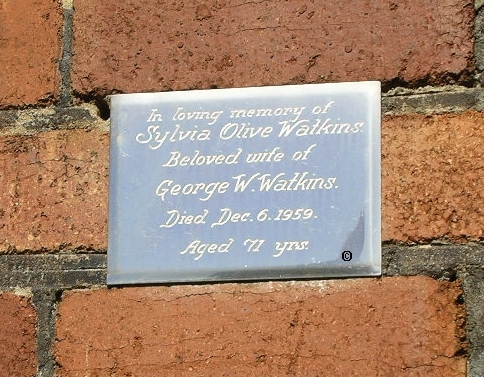 In loving memory of
Sylvia Olive Watkins.
Beloved wife of
George W. Watkins.
Died Dec. 6. 1959.
Aged 71 yrs.
©